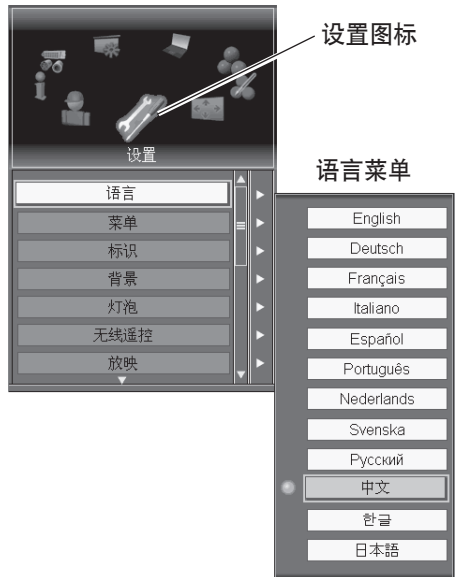 设置图标
设置
语言
菜单
标识
背景
灯泡
无线遥控
放映
语言菜单
English
Deutsch
Français
Italiano
Español
Português
Nederlands
Svenska
Русский
中文
한글
日本語